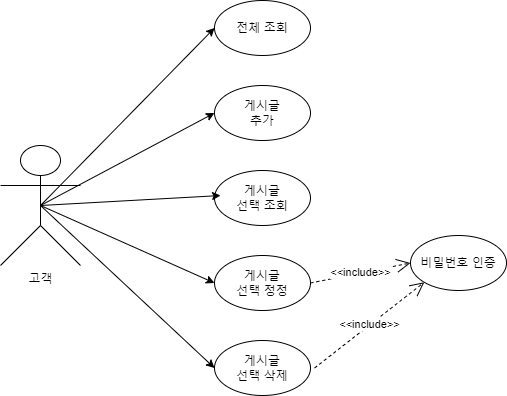 전체 조회
게시글
추가
게시글
선택 조회
고객
게시글
선택 정정
<<include>>
비밀번호 인증
<<include>>
게시글
선택 삭제